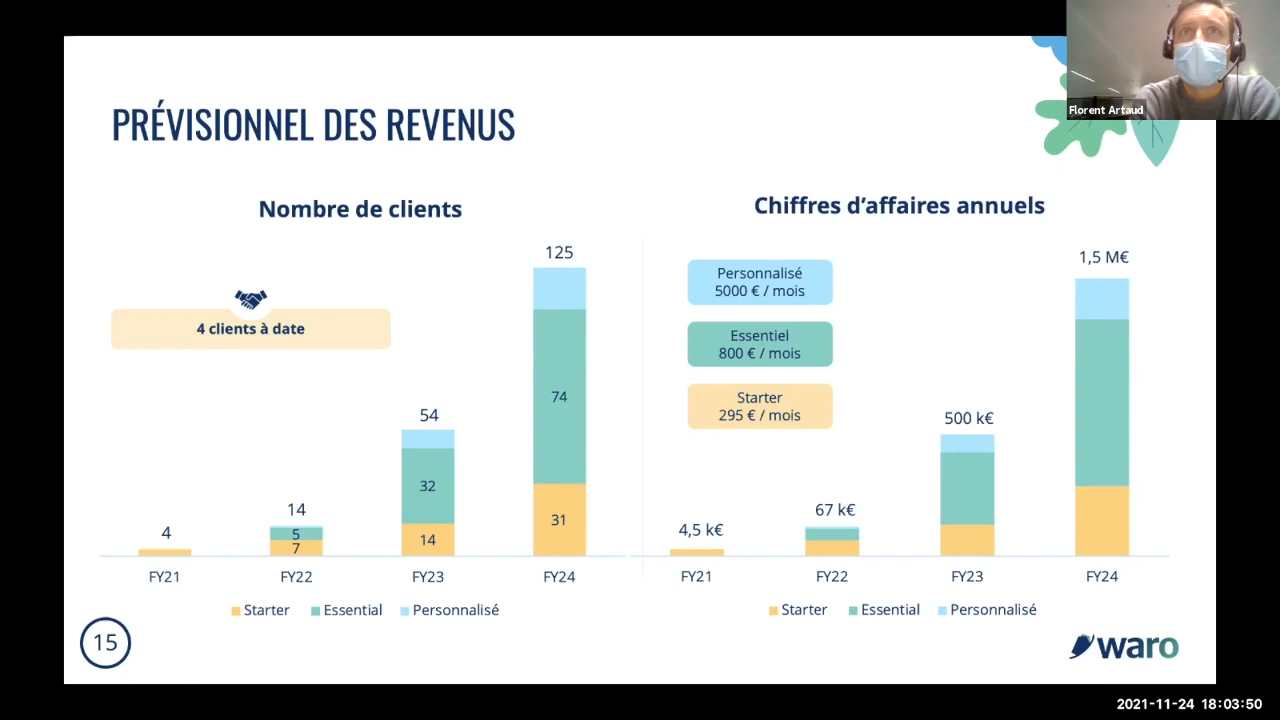 Florent Artaud
PRÉVISIONNEL DES REVENUS
Nombre de clients
4 clients à date
4
14
5
7
54
32
14
125
74
31
FY21
FY22
FY23
FY24
Starter
Essential
Personnalisé
Chiffres d’affaires annuels
Personnalisé
5000 € / mois
Essentiel
800 € / mois
Starter
295 € / mois
4,5 k€
67 k€
500 k€
1,5 M€
FY21
FY22
FY23
FY24
Starter
Essential
Personnalisé
15
waro
2021-11-24 18:03:50